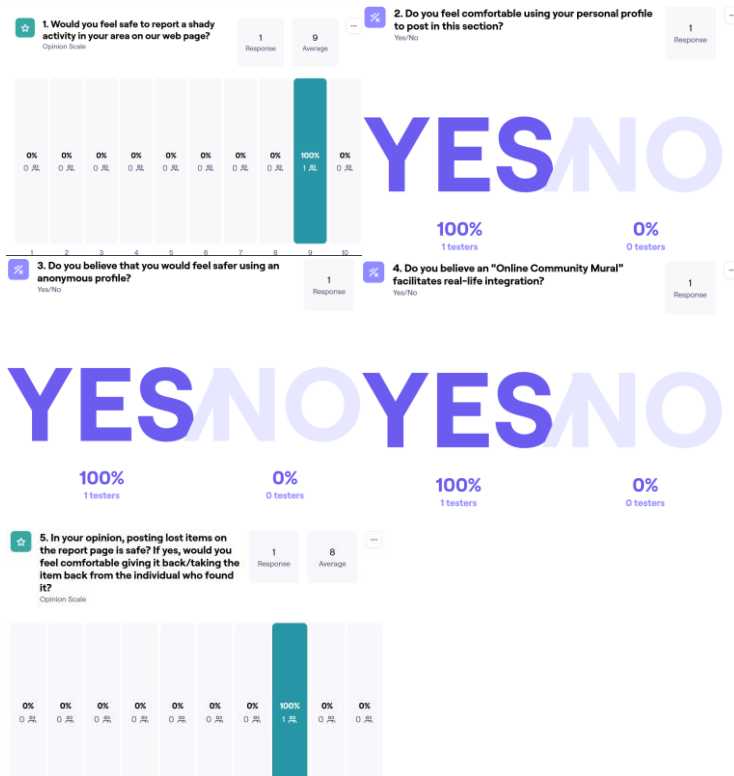 1. Would you feel safe to report a shady
activity in your area on our web page?
Opinion Scale
1
Response
9
Average
0% 0% 0% 0% 0% 0% 0% 0% 100% 0%
0 0 0 0 0 0 0 0 1 0
1 2 3 4 5 6 7 8 9 10
2. Do you feel comfortable using your personal profile
to post in this section?
Yes/No
1
Response
YES/NO
100% 0%
1 testers 0 testers
3. Do you believe that you would feel safer using an
anonymous profile?
Yes/No
1
Response
YES/NO
100% 0%
1 testers 0 testers
4. Do you believe an “Online Community Mural”
facilitates real-life integration?
Yes/No
1
Response
YES/NO
100% 0%
1 testers 0 testers
5. In your opinion, posting lost items on
the report page is safe? If yes, would you
feel comfortable giving it back/taking the
item back from the individual who found
it?
Opinion Scale
1
Response
8
Average
0% 0% 0% 0% 0% 0% 0% 100% 0% 0%
0 0 0 0 0 0 0 1 0 0